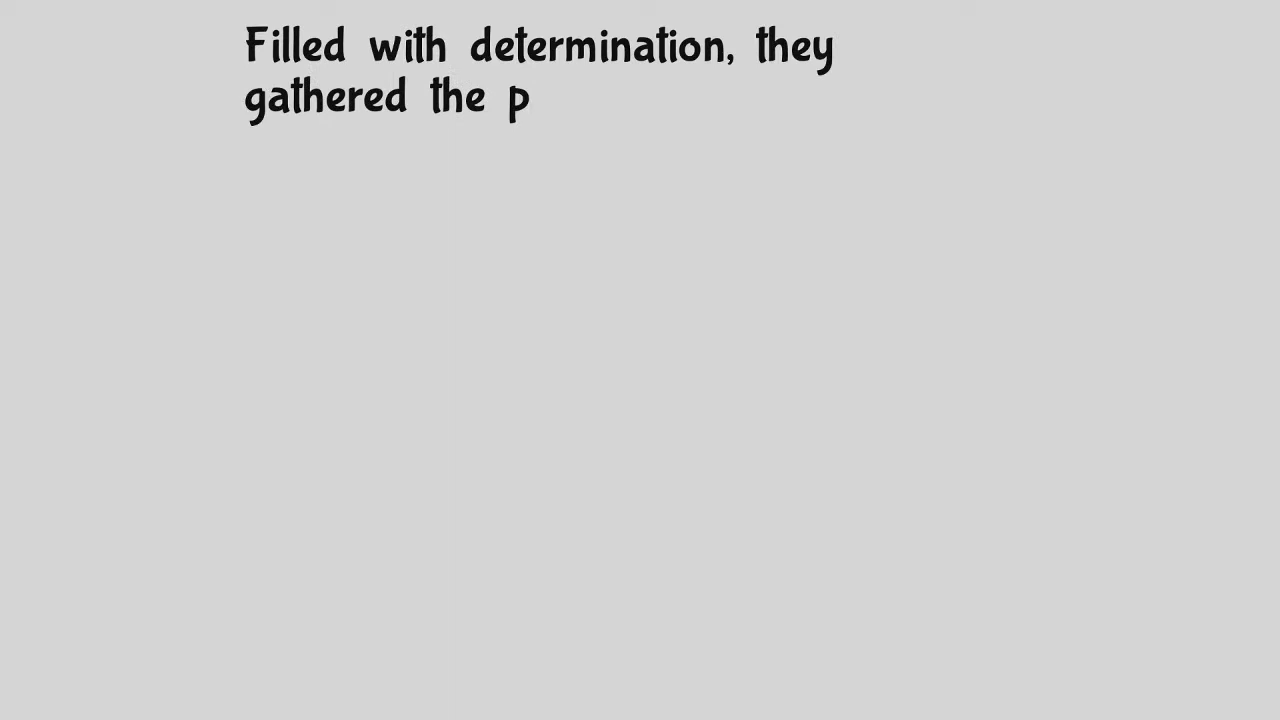 Filled with determination, they
gathered the p